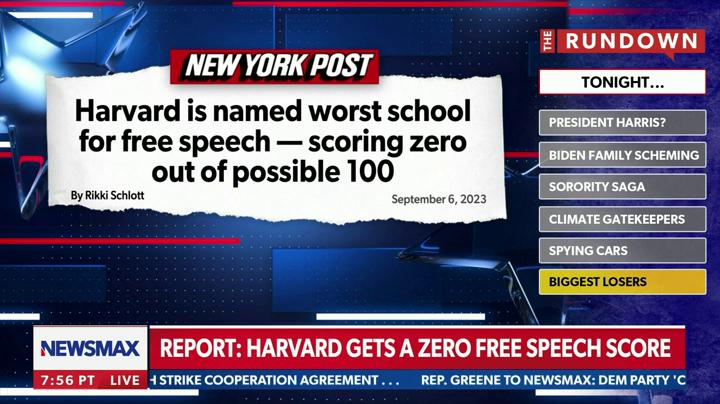 NEW YORK POST
Harvard is named worst school
for free speech — scoring zero
out of possible 100
By Rikki Schlott
September 6, 2023
THE RUNDOWN
TONIGHT...
PRESIDENT HARRIS?
BIDEN FAMILY SCHEMING
SORORITY SAGA
CLIMATE GATEKEEPERS
SPYING CARS
BIGGEST LOSERS
NEWSMAX
REPORT: HARVARD GETS A ZERO FREE SPEECH SCORE
7:56 PT LIVE
H STRIKE COOPERATION AGREEMENT . . . REP. GREENE TO NEWSMAX: DEM PARTY 'C